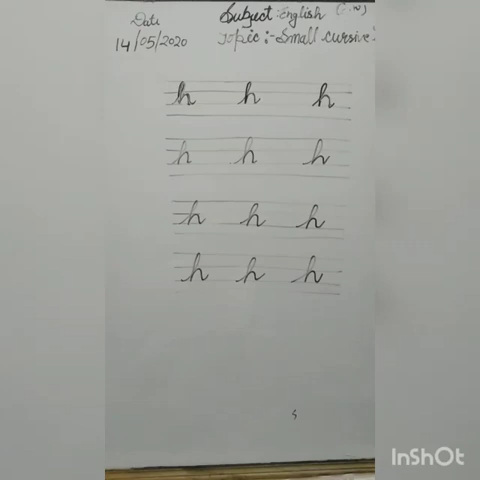 Date Subject :- English (C.W)
14/05/2020 Topic :- Small cursive
h h h
h h h
h h h
h h h
InShOt